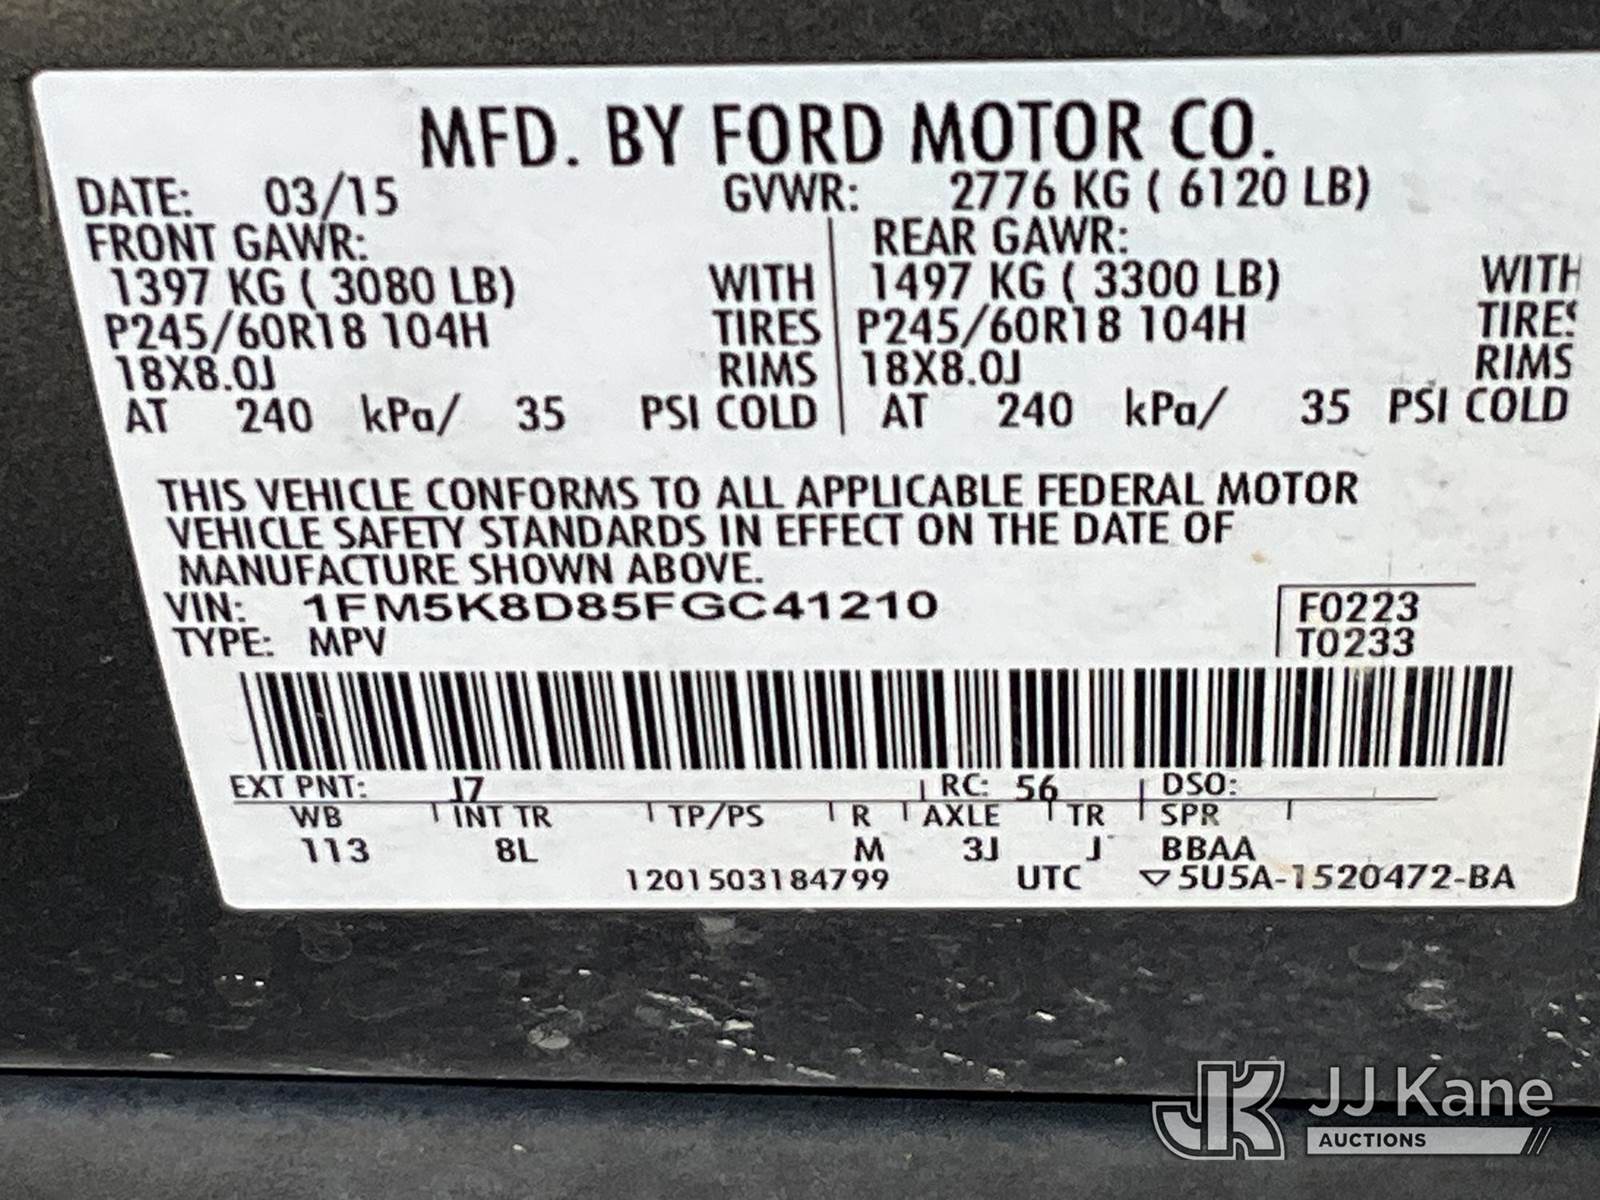 MFD. BY FORD MOTOR CO.
DATE: 03/15 GVWR: 2776 KG ( 6120 LB)
FRONT GAWR: REAR GAWR:
1397 KG ( 3080 LB) WITH 1497 KG ( 3300 LB) WITH
P245/60R18 104H TIRES P245/60R18 104H TIRES
18X8.0J RIMS 18X8.0J RIMS
AT 240 kPa/ 35 PSI COLD AT 240 kPa/ 35 PSI COLD
THIS VEHICLE CONFORMS TO ALL APPLICABLE FEDERAL MOTOR
VEHICLE SAFETY STANDARDS IN EFFECT ON THE DATE OF
MANUFACTURE SHOWN ABOVE.
VIN: 1FM5K8D85FGC41210 F0223
TYPE: MPV T0233
EXT PNT: J7 RC: 56 DSO:
WB INT TR TP/PS R AXLE TR SPR
113 8L M 3J J BBAA
1201503184799 UTC ▽5U5A-1520472-BA
JK JJ Kane
AUCTIONS